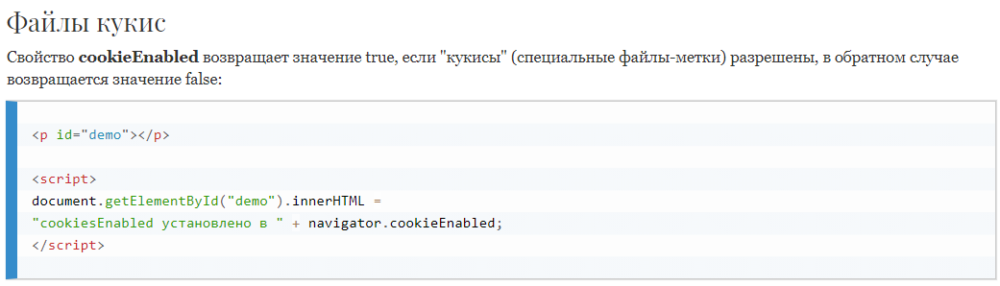 Файлы кукис
Свойство cookieEnabled возвращает значение true, если "кукисы" (специальные файлы-метки) разрешены, в обратном случае
возвращается значение false:
<p id="demo"></p>
<script>
document.getElementById("demo").innerHTML =
"cookiesEnabled установлено в " + navigator.cookieEnabled;
</script>